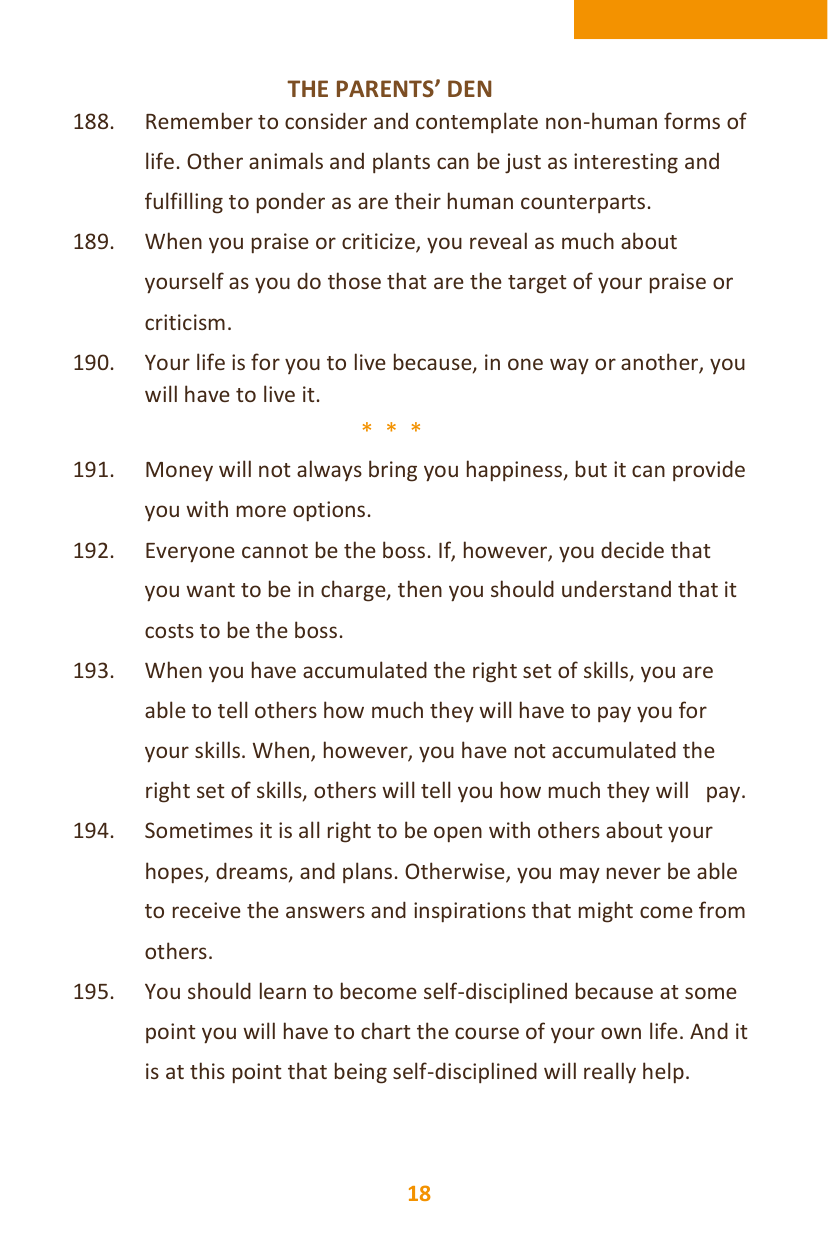 THE PARENTS’ DEN
188. Remember to consider and contemplate non-human forms of
life. Other animals and plants can be just as interesting and
fulfilling to ponder as are their human counterparts.
189. When you praise or criticize, you reveal as much about
yourself as you do those that are the target of your praise or
criticism.
190. Your life is for you to live because, in one way or another, you
will have to live it.
* * *
191. Money will not always bring you happiness, but it can provide
you with more options.
192. Everyone cannot be the boss. If, however, you decide that
you want to be in charge, then you should understand that it
costs to be the boss.
193. When you have accumulated the right set of skills, you are
able to tell others how much they will have to pay you for
your skills. When, however, you have not accumulated the
right set of skills, others will tell you how much they will pay.
194. Sometimes it is all right to be open with others about your
hopes, dreams, and plans. Otherwise, you may never be able
to receive the answers and inspirations that might come from
others.
195. You should learn to become self-disciplined because at some
point you will have to chart the course of your own life. And it
is at this point that being self-disciplined will really help.
18